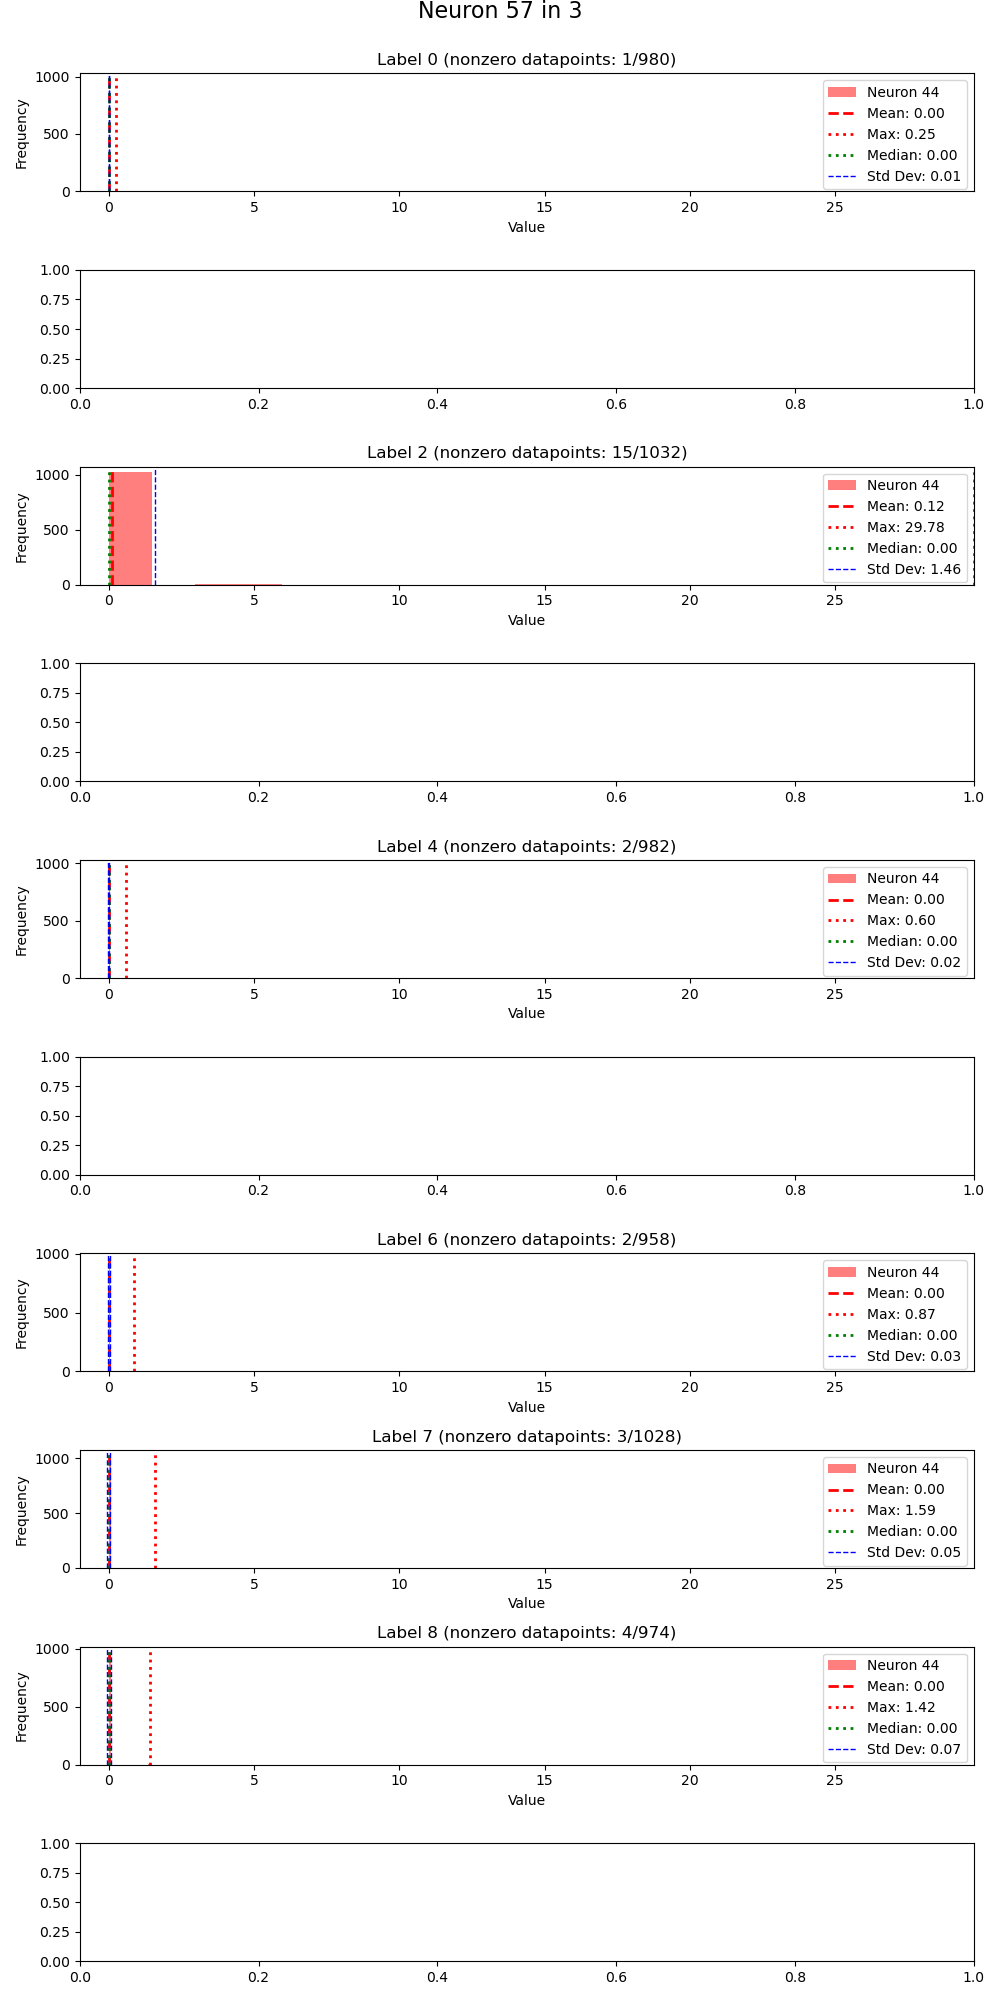 Neuron 57 in 3
Label 0 (nonzero datapoints: 1/980)
Frequency
1000
500
0
Neuron 44
Mean: 0.00
Max: 0.25
Median: 0.00
Std Dev: 0.01
0 5 10 15 20 25
Value
1.00
0.75
0.50
0.25
0.00
0.0 0.2 0.4 0.6 0.8 1.0
Label 2 (nonzero datapoints: 15/1032)
Frequency
1000
500
0
Neuron 44
Mean: 0.12
Max: 29.78
Median: 0.00
Std Dev: 1.46
0 5 10 15 20 25
Value
1.00
0.75
0.50
0.25
0.00
0.0 0.2 0.4 0.6 0.8 1.0
Label 4 (nonzero datapoints: 2/982)
Frequency
1000
500
0
Neuron 44
Mean: 0.00
Max: 0.60
Median: 0.00
Std Dev: 0.02
0 5 10 15 20 25
Value
1.00
0.75
0.50
0.25
0.00
0.0 0.2 0.4 0.6 0.8 1.0
Label 6 (nonzero datapoints: 2/958)
Frequency
1000
500
0
Neuron 44
Mean: 0.00
Max: 0.87
Median: 0.00
Std Dev: 0.03
0 5 10 15 20 25
Value
Label 7 (nonzero datapoints: 3/1028)
Frequency
1000
500
0
Neuron 44
Mean: 0.00
Max: 1.59
Median: 0.00
Std Dev: 0.05
0 5 10 15 20 25
Value
Label 8 (nonzero datapoints: 4/974)
Frequency
1000
500
0
Neuron 44
Mean: 0.00
Max: 1.42
Median: 0.00
Std Dev: 0.07
0 5 10 15 20 25
Value
1.00
0.75
0.50
0.25
0.00
0.0 0.2 0.4 0.6 0.8 1.0